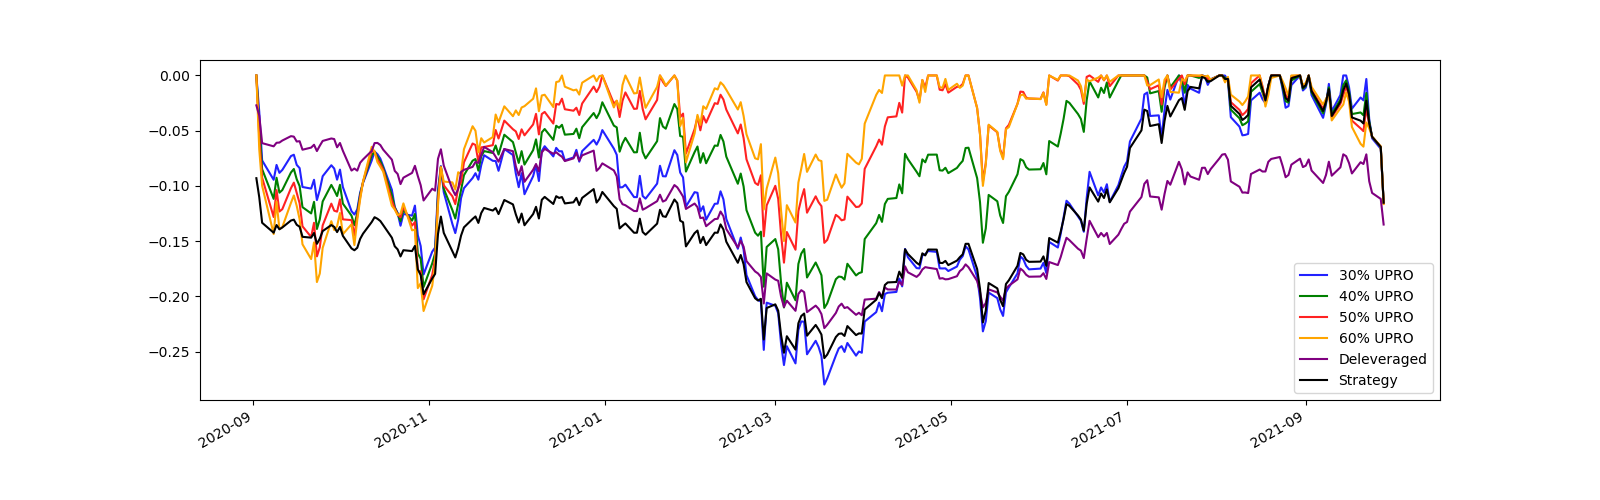 0.00
−0.05
−0.10
−0.15
−0.20
−0.25
2020-09
2020-11
2021-01
2021-03
2021-05
2021-07
2021-09
30% UPRO
40% UPRO
50% UPRO
60% UPRO
Deleveraged
Strategy